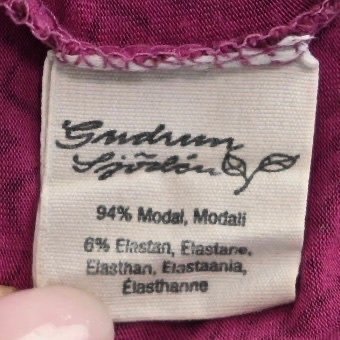 Gudrun
Sjödén
94% Modal, Modali
6% Elastan, Elastane,
Elasthan, Elastaania,
Élasthanne